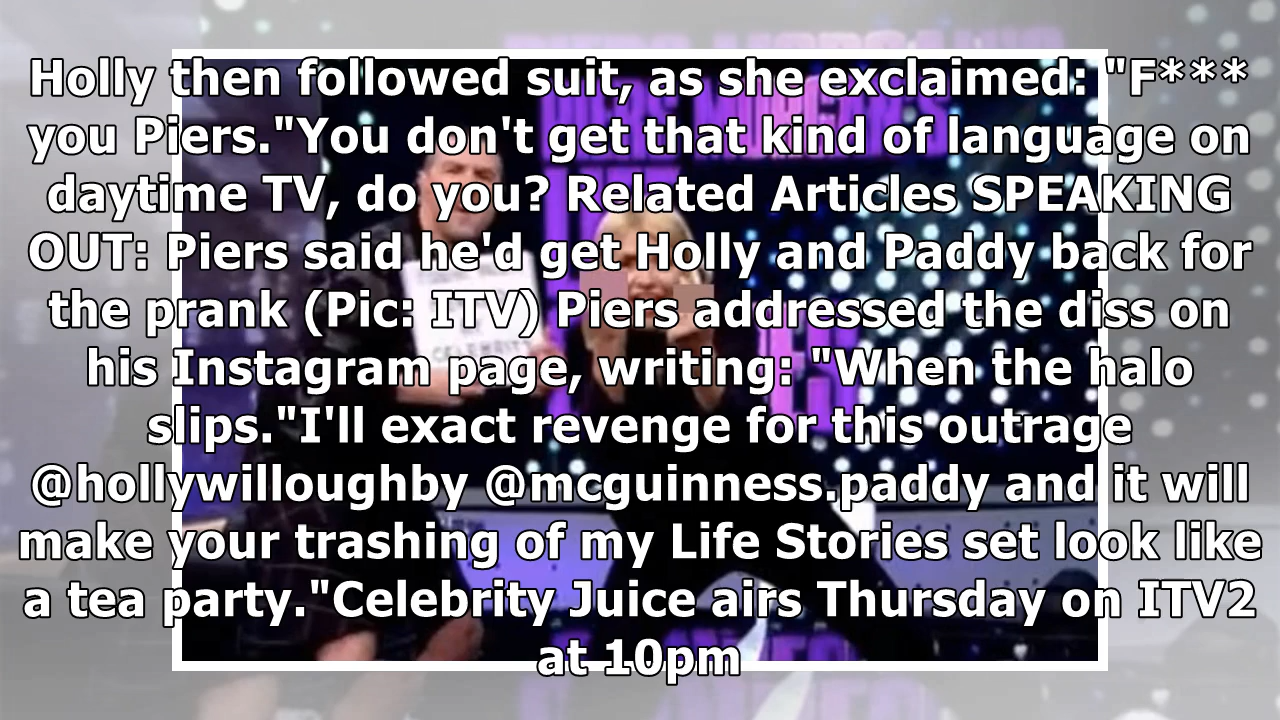 Holly then followed suit, as she exclaimed: "F***
you Piers."You don't get that kind of language on
daytime TV, do you? Related Articles SPEAKING
OUT: Piers said he'd get Holly and Paddy back for
the prank (Pic: ITV) Piers addressed the diss on
his Instagram page, writing: "When the halo
slips."I'll exact revenge for this outrage
@hollywilloughby @mcguinness.paddy and it will
make your trashing of my Life Stories set look like
a tea party."Celebrity Juice airs Thursday on ITV2
at 10pm
CELEBRITY